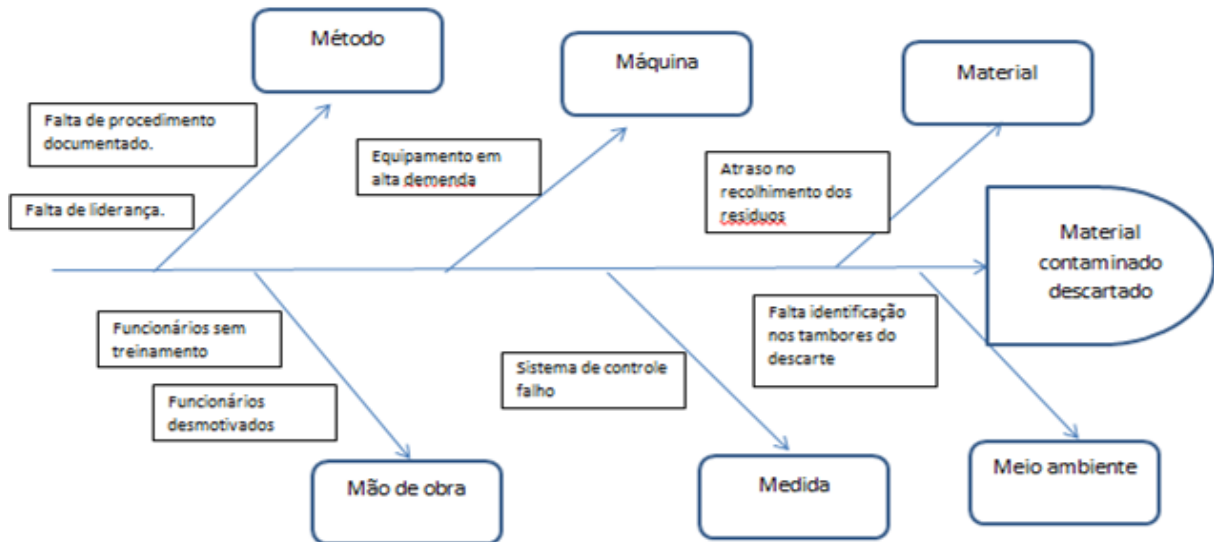 Método
Máquina
Material
Falta de procedimento
documentado.
Equipamento em
alta demenda
Atraso no
recolhimento dos
residuos
Falta de liderança.
Material
contaminado
descartado
Funcionários sem
treinamento
Falta identificação
nos tambores do
descarte
Sistema de controle
falho
Funcionários
desmotivados
Mão de obra
Medida
Meio ambiente